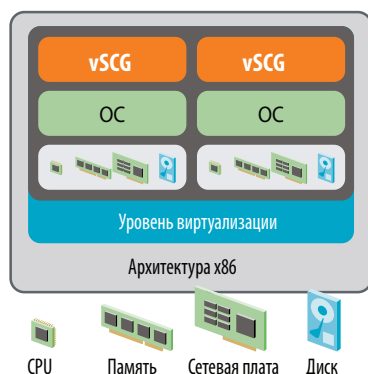 vSCG vSCG
ОС ОС
Уровень виртуализации
Архитектура x86
CPU Память Сетевая плата Диск